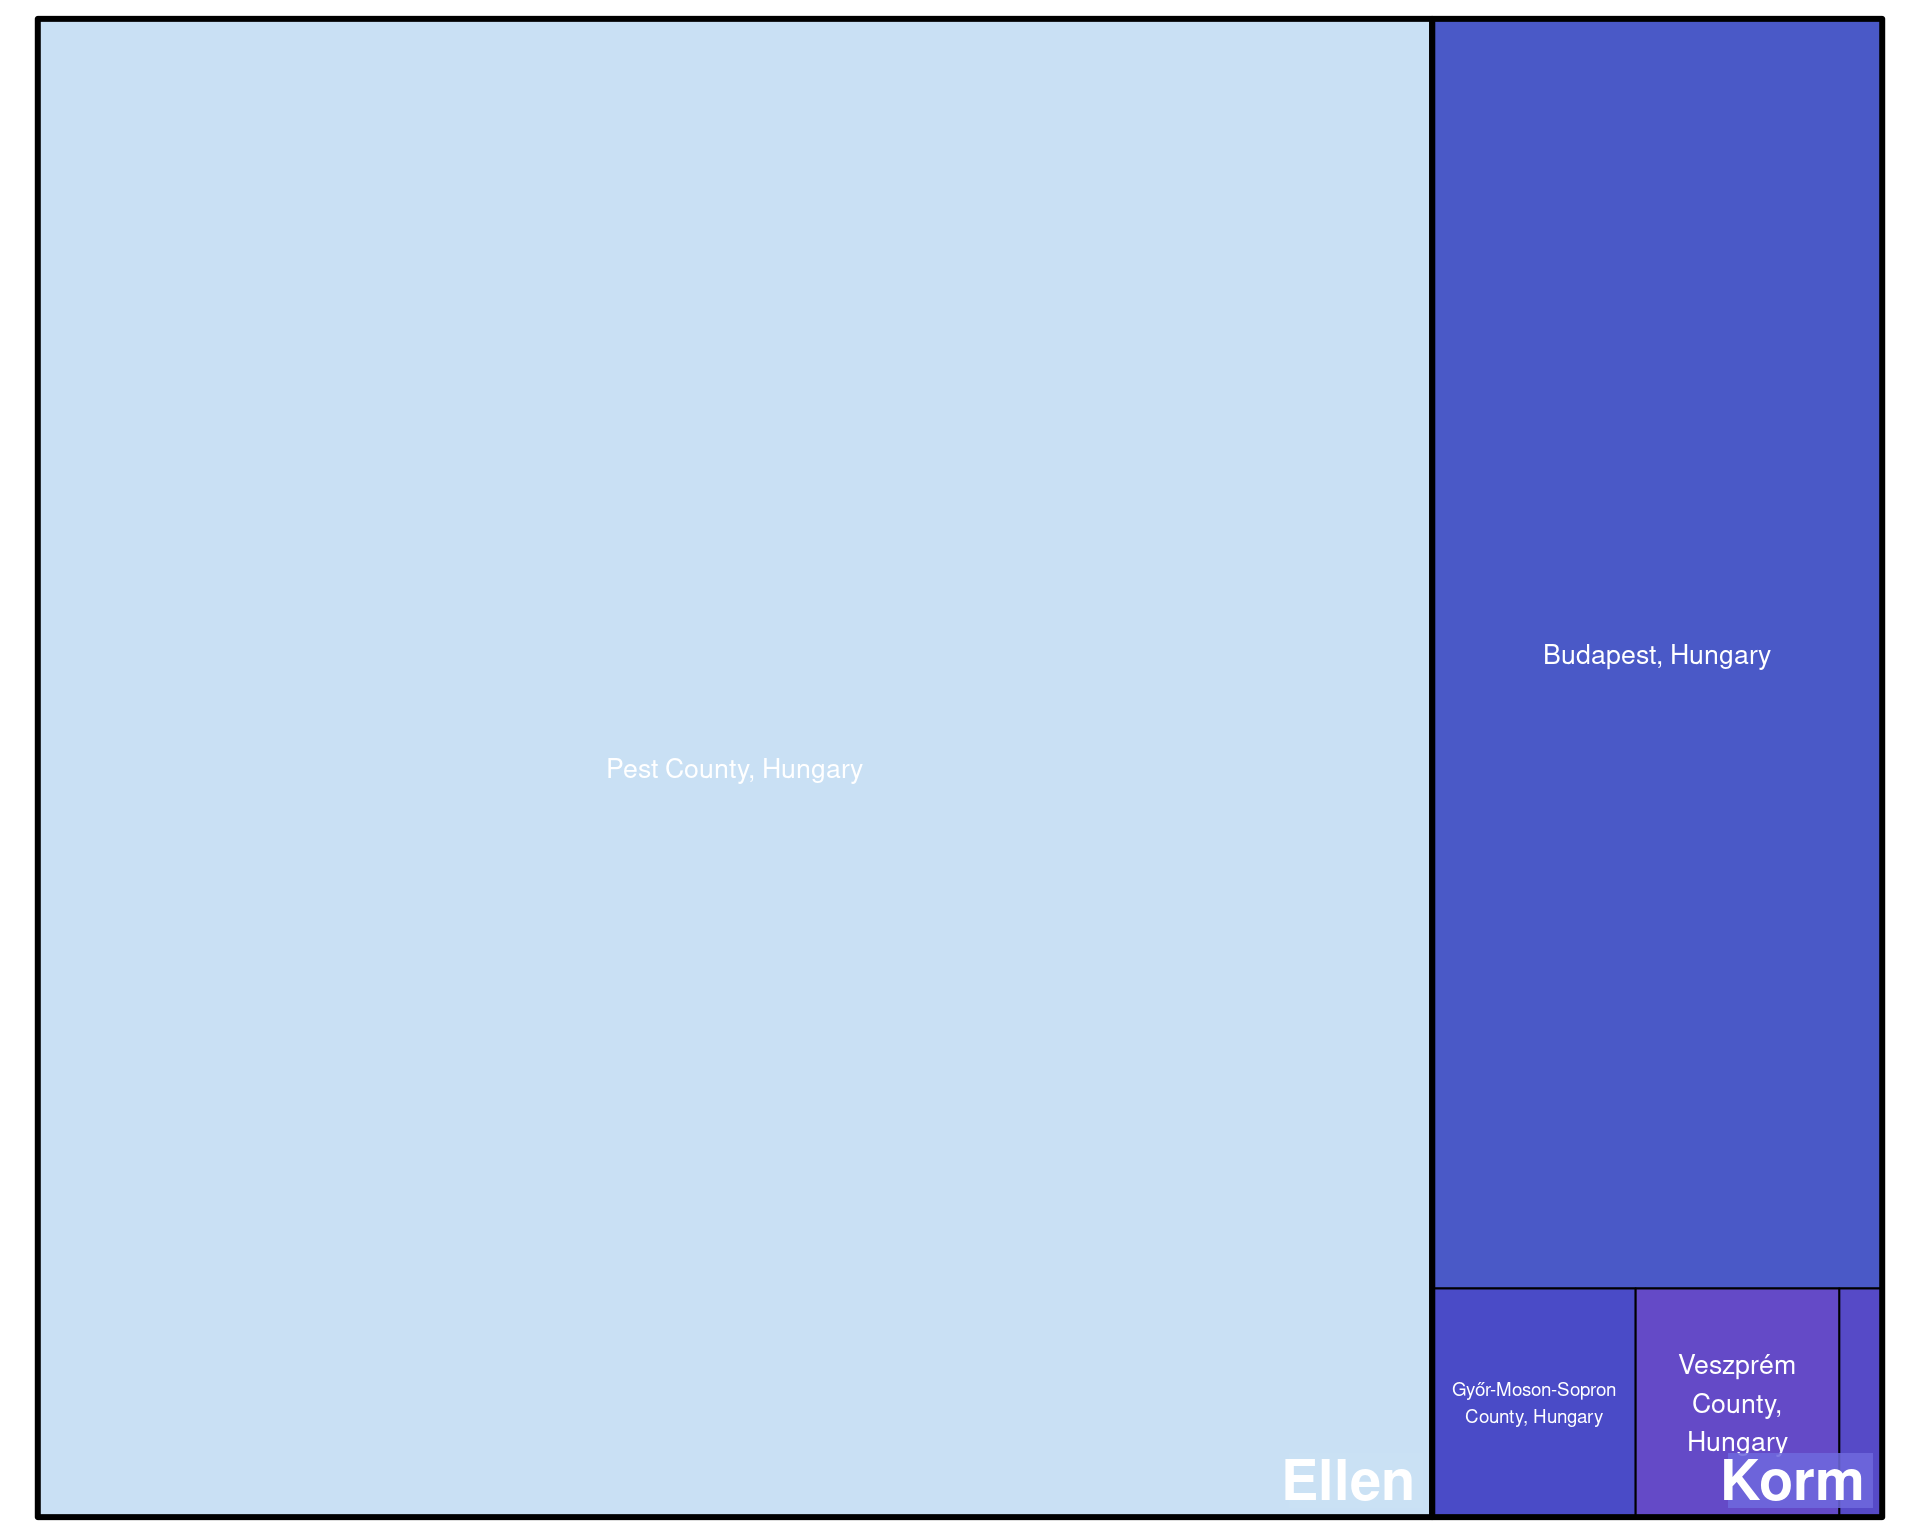 Pest County, Hungary
Ellen
Budapest, Hungary
Győr-Moson-Sopron
County, Hungary
Veszprém
County,
Hungary
Korm